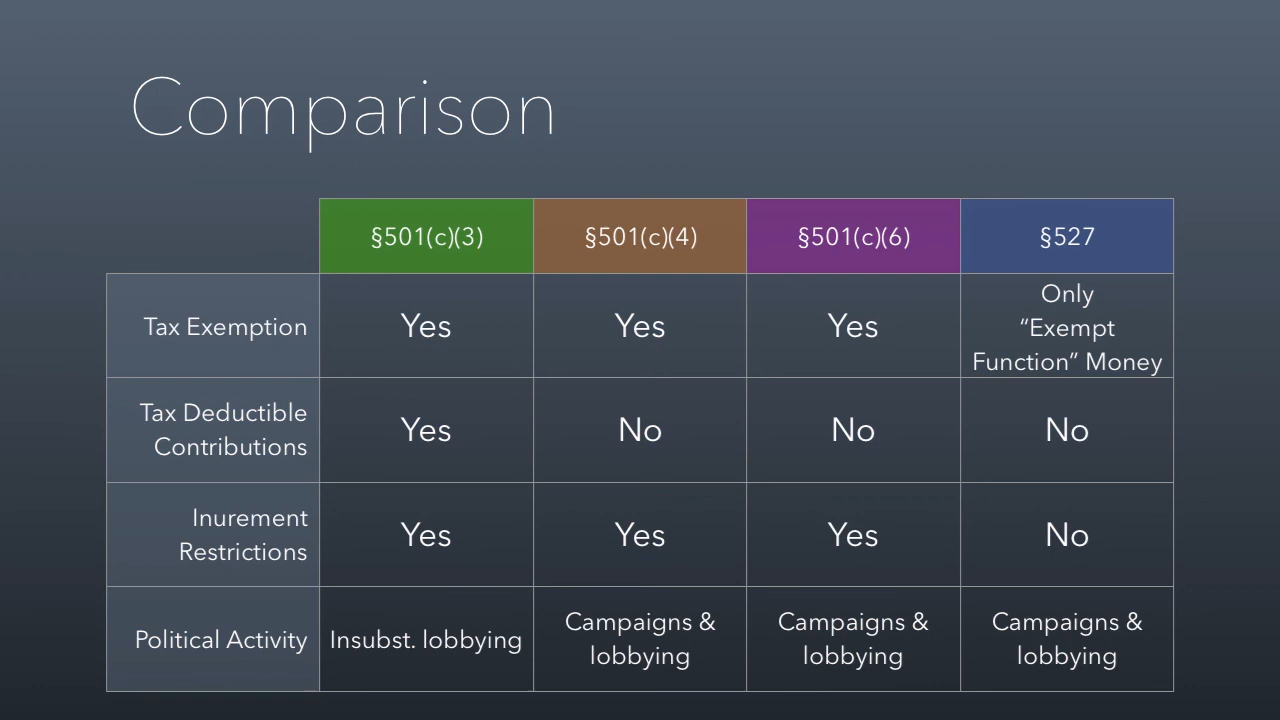 Comparison
§501(c)(3) §501(c)(4) §501(c)(6) §527
Tax Exemption Yes Yes Yes Only
“Exempt
Function” Money
Tax Deductible
Contributions Yes No No No
Inurement
Restrictions Yes Yes Yes No
Political Activity Insubst. lobbying Campaigns &
lobbying Campaigns &
lobbying Campaigns &
lobbying